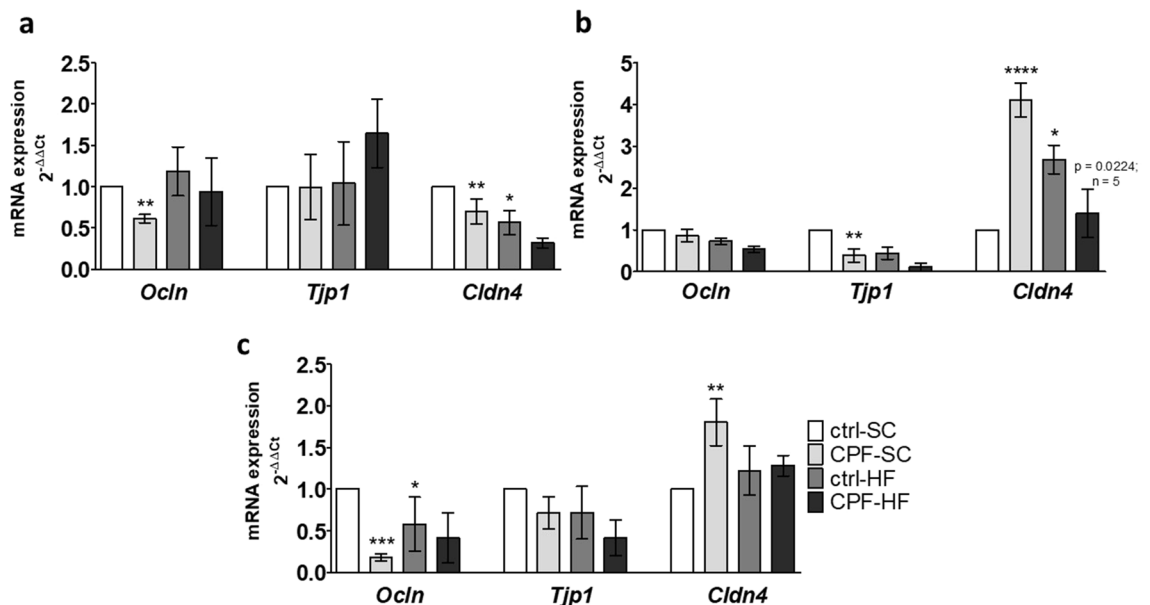 a
mRNA expression
2^-ΔΔCt
2.5
2.0
1.5
1.0
0.5
0.0
**
**
*
Ocln
Tjp1
Cldn4
b
mRNA expression
2^-ΔΔCt
5
4
3
2
1
0
**
****
*
p = 0.0224;
n = 5
Ocln
Tjp1
Cldn4
c
mRNA expression
2^-ΔΔCt
2.5
2.0
1.5
1.0
0.5
0.0
***
*
**
Ocln
Tjp1
Cldn4
ctrl-SC
CPF-SC
ctrl-HF
CPF-HF